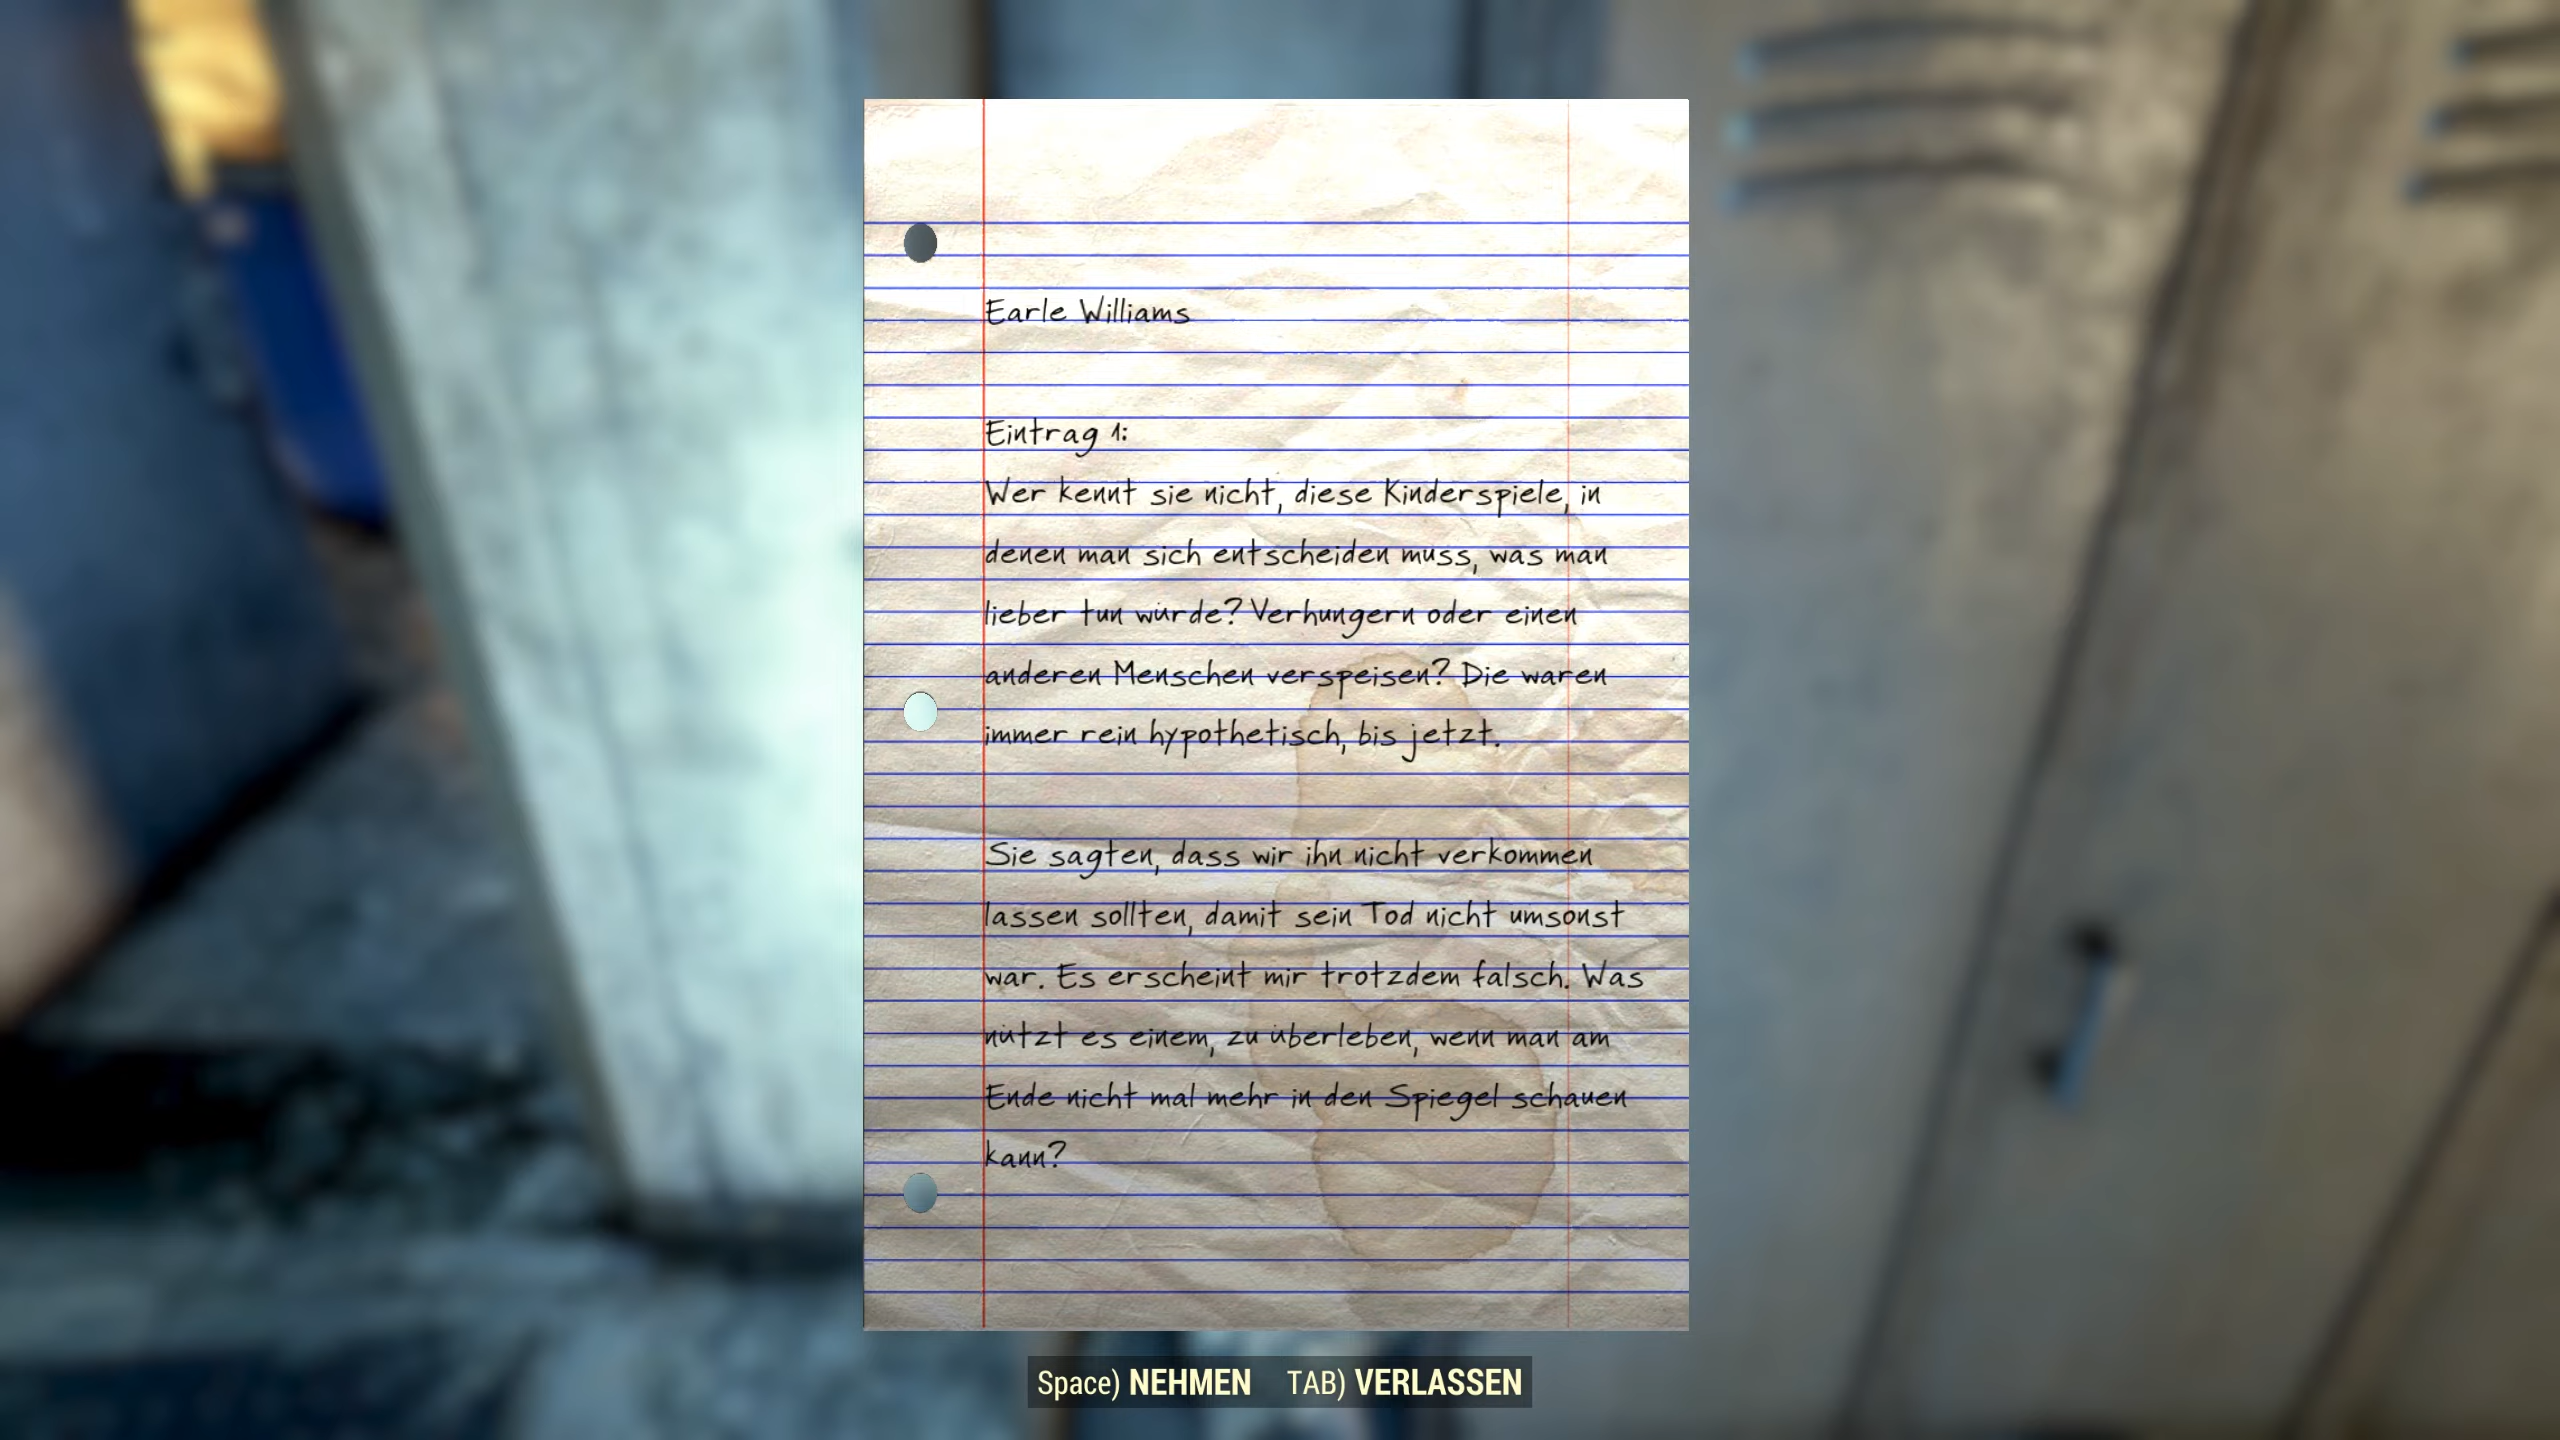 Earle Williams
Eintrag 1:
Wer kennt sie nicht, diese Kinderspiele, in
denen man sich entscheiden muss, was man
lieber tun würde? Verhungern oder einen
anderen Menschen verspeisen? Die waren
immer rein hypothetisch, bis jetzt.
Sie sagten, dass wir ihn nicht verkommen
lassen sollten, damit sein Tod nicht umsonst
war. Es erscheint mir trotzdem falsch. Was
nützt es einem, zu überleben, wenn man am
Ende nicht mal mehr in den Spiegel schauen
kann?
Space) NEHMEN TAB) VERLASSEN